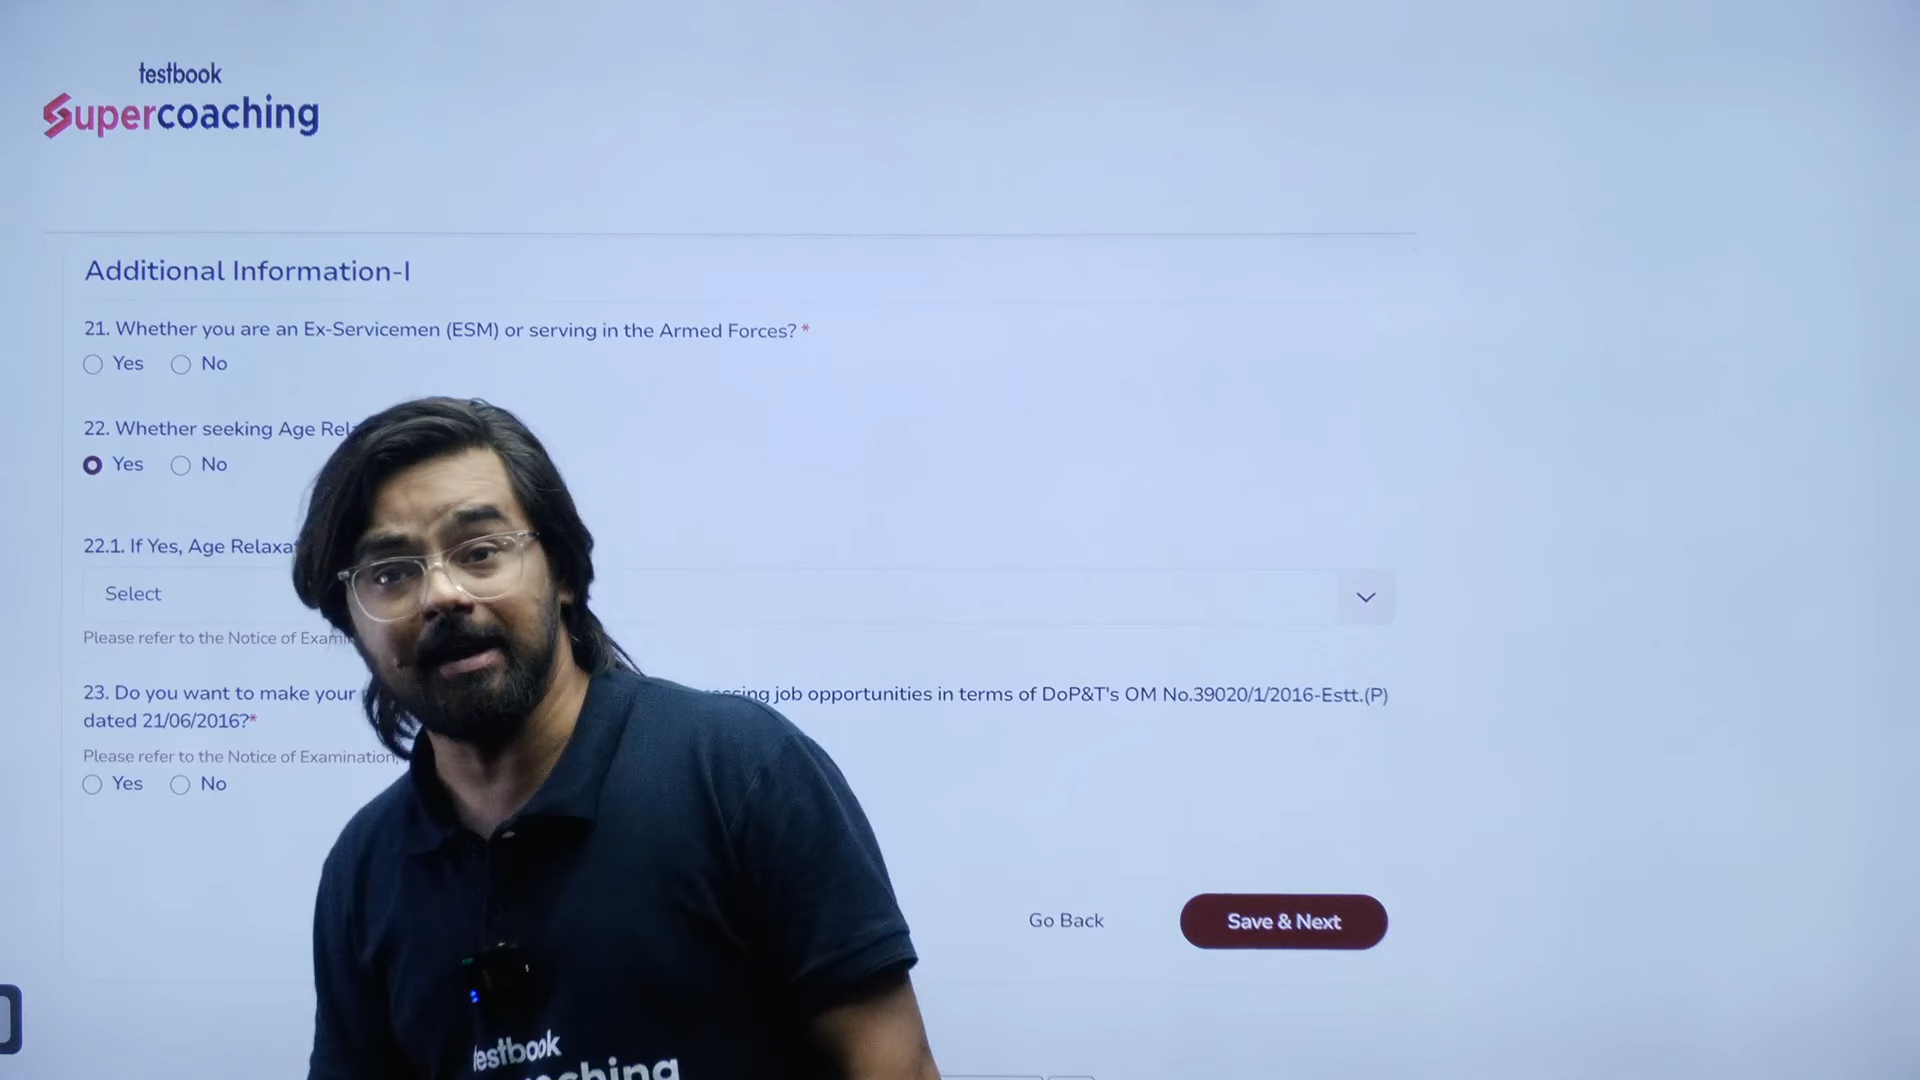 testbook
Supercoaching
Additional Information-I
21. Whether you are an Ex-Servicemen (ESM) or serving in the Armed Forces? *
Yes No
22. Whether seeking Age
Yes No
22.1. If Yes, Age
Select
Please refer to the Notice of
23. Do you want to make your job opportunities in terms of DoP&T's OM No.39020/1/2016-Estt.(P)
dated 21/06/2016?*
Please refer to the Notice of Examination,
Yes No
Go Back Save & Next
testbook